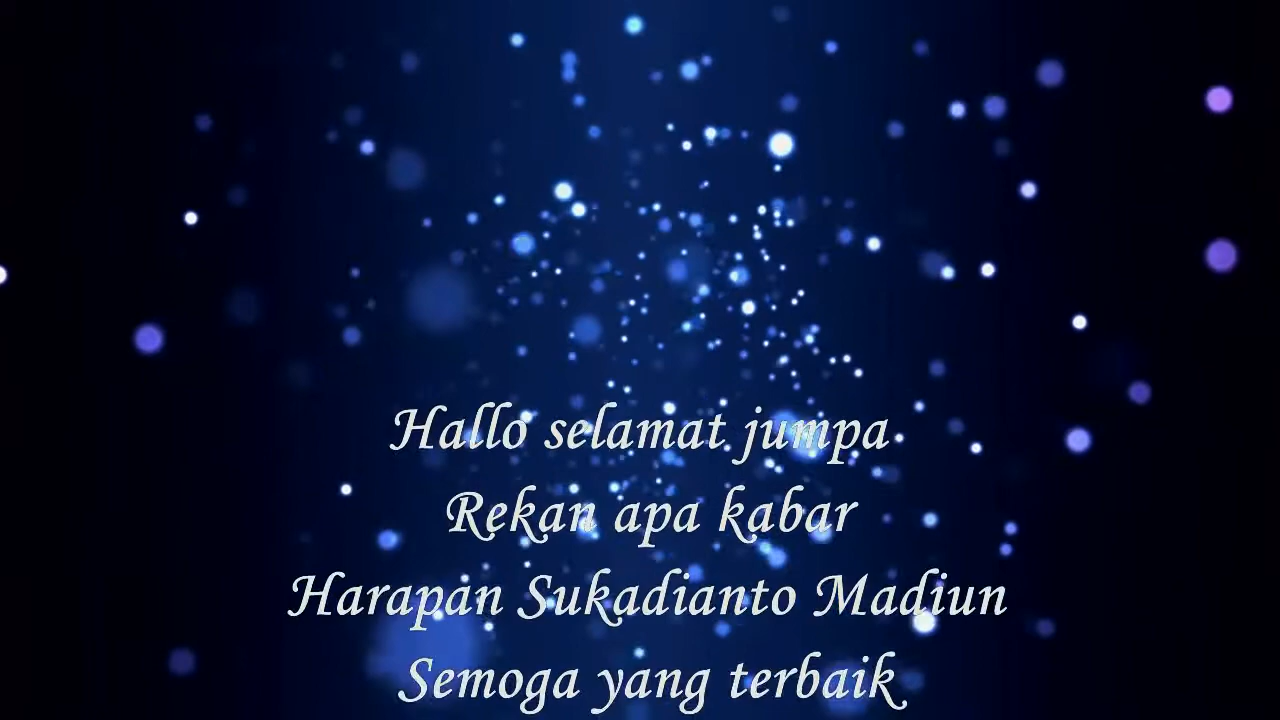 Hallo selamat jumpa
Rekan apa kabar
Harapan Sukadianto Madiun
Semoga yang terbaik